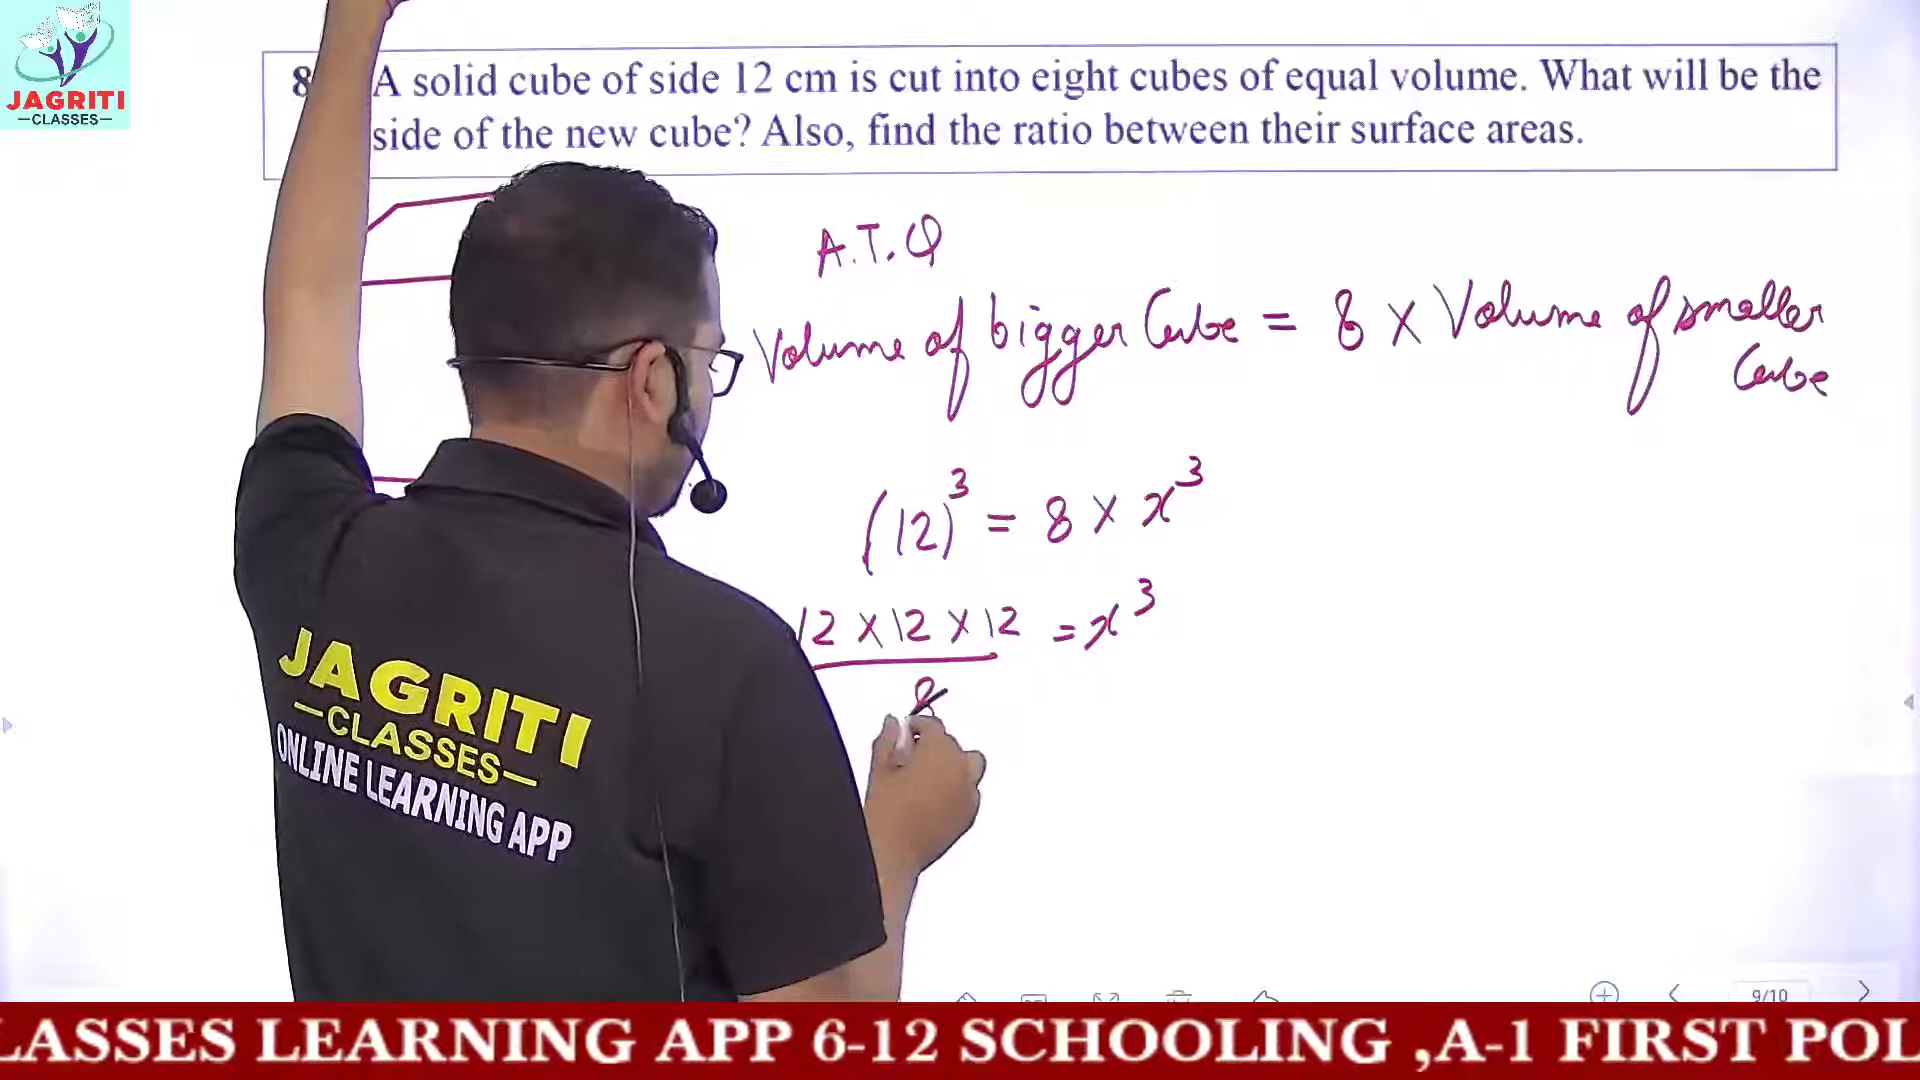 JAGRITI
—CLASSES—
8 A solid cube of side 12 cm is cut into eight cubes of equal volume. What will be the
side of the new cube? Also, find the ratio between their surface areas.
A.T.Q
Volume of bigger Cube = 8 × Volume of smaller
Cube
(12)³ = 8 × x³
12 × 12 × 12 = x³
8
JAGRITI
—CLASSES—
ONLINE LEARNING APP
9/10
LASSES LEARNING APP 6-12 SCHOOLING ,A-1 FIRST POL